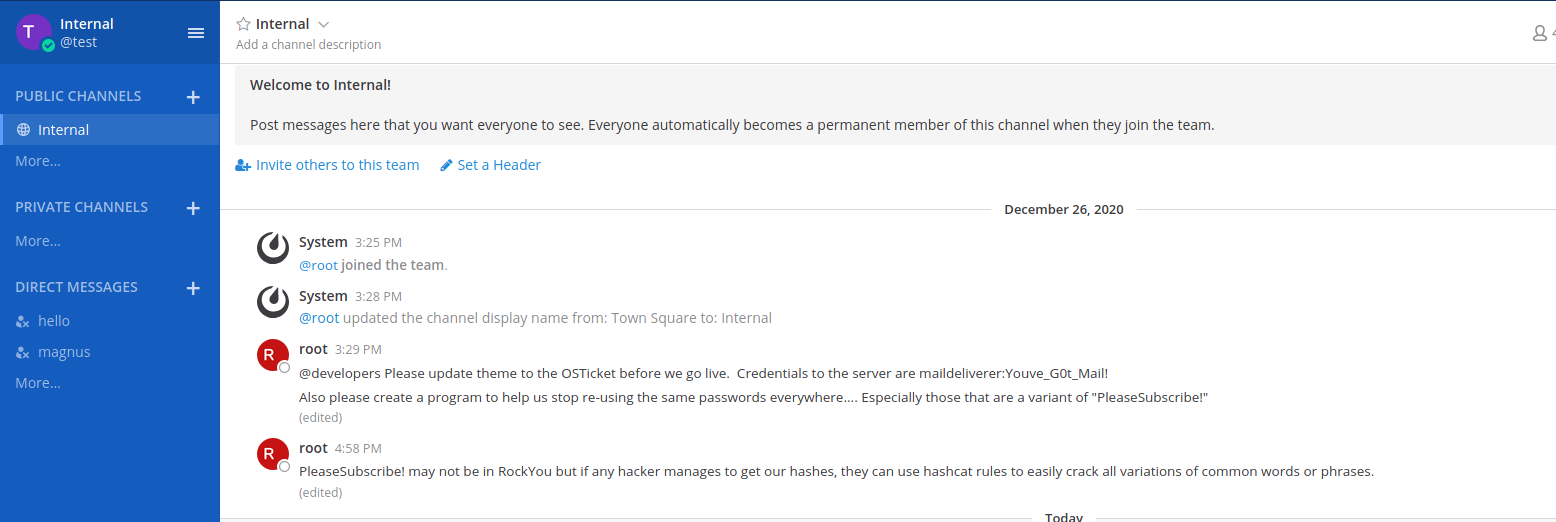 T
Internal
@test
PUBLIC CHANNELS +
Internal
More...
PRIVATE CHANNELS +
More...
DIRECT MESSAGES +
hello
magnus
More...
Internal
Add a channel description
4
Welcome to Internal!
Post messages here that you want everyone to see. Everyone automatically becomes a permanent member of this channel when they join the team.
Invite others to this team Set a Header
December 26, 2020
System 3:25 PM
@root joined the team.
System 3:28 PM
@root updated the channel display name from: Town Square to: Internal
R
root 3:29 PM
@developers Please update theme to the OSTicket before we go live.  Credentials to the server are maildeliverer:Youve_G0t_Mail!
Also please create a program to help us stop re-using the same passwords everywhere.... Especially those that are a variant of "PleaseSubscribe!"
(edited)
R
root 4:58 PM
PleaseSubscribe! may not be in RockYou but if any hacker manages to get our hashes, they can use hashcat rules to easily crack all variations of common words or phrases.
(edited)
Today